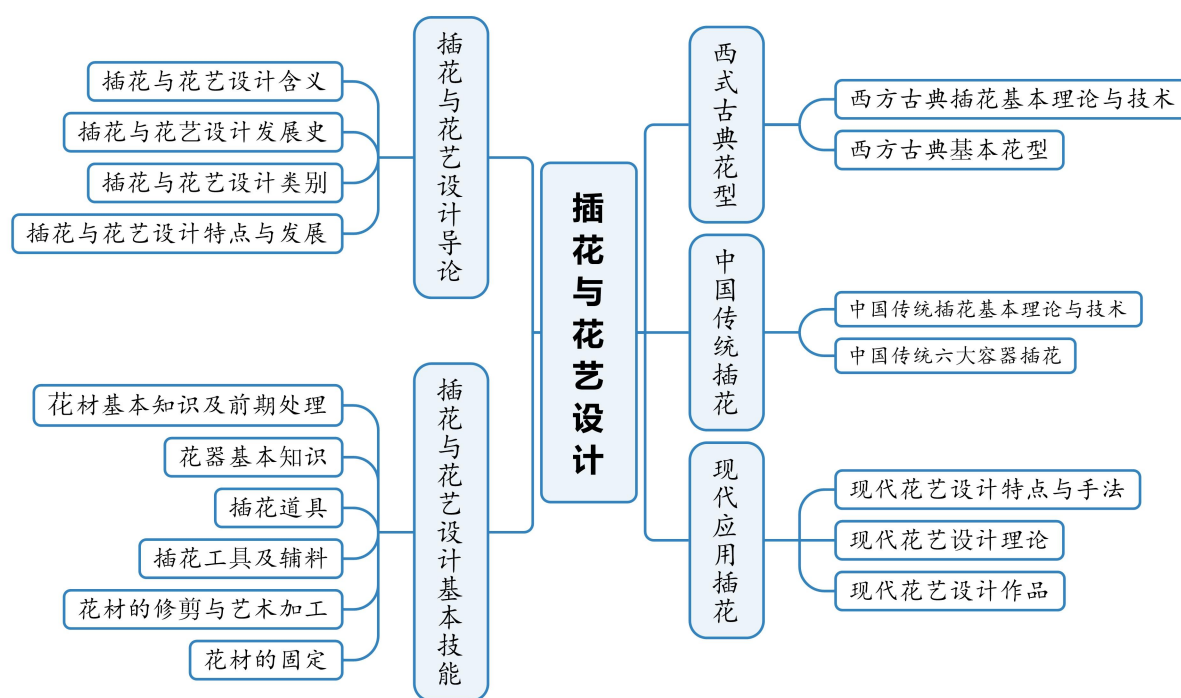 插花与花艺设计
插花与花艺设计导论
插花与花艺设计含义
插花与花艺设计发展史
插花与花艺设计类别
插花与花艺设计特点与发展
插花与花艺设计基本技能
花材基本知识及前期处理
花器基本知识
插花道具
插花工具及辅料
花材的修剪与艺术加工
花材的固定
西式古典花型
西方古典插花基本理论与技术
西方古典基本花型
中国传统插花
中国传统插花基本理论与技术
中国传统六大容器插花
现代应用插花
现代花艺设计特点与手法
现代花艺设计理论
现代花艺设计作品